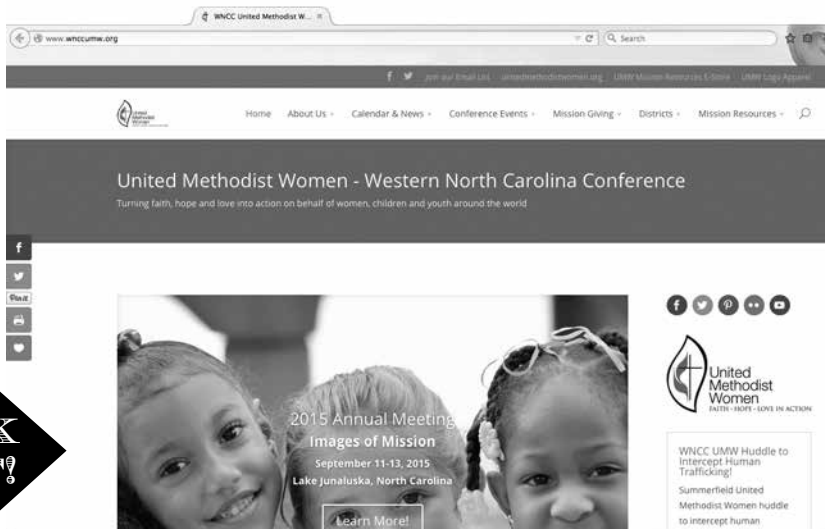 WNCC United Methodist W...
www.wnccumw.org
Search
Join our Email List unitedmethodistwomen.org UMW Mission Resources E-Store UMW Logo Apparel
United
Methodist
Women
Home About Us Calendar & News Conference Events Mission Giving Districts Mission Resources
United Methodist Women - Western North Carolina Conference
Turning faith, hope and love into action on behalf of women, children and youth around the world
Pin it
2015 Annual Meeting
Images of Mission
September 11-13, 2015
Lake Junaluska, North Carolina
Learn More!
United
Methodist
Women
FAITH • HOPE • LOVE IN ACTION
WNCC UMW Huddle to
Intercept Human
Trafficking!
Summerfield United
Methodist Women huddle
to intercept human